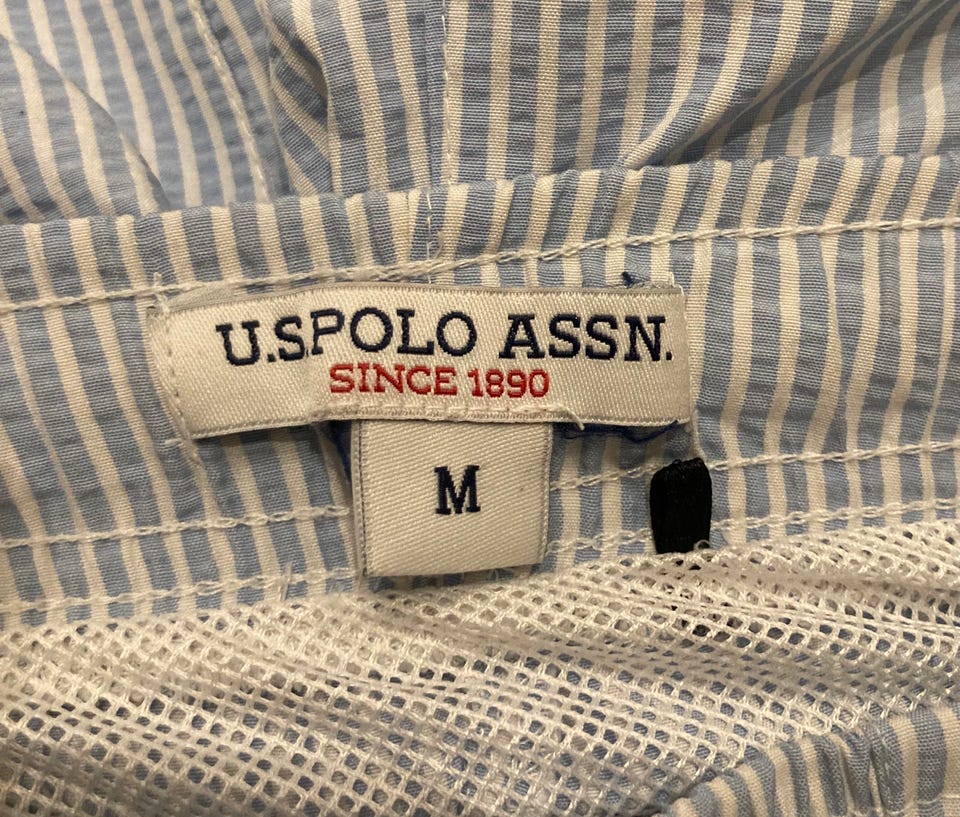 U.S.POLO ASSN.
SINCE 1890
M